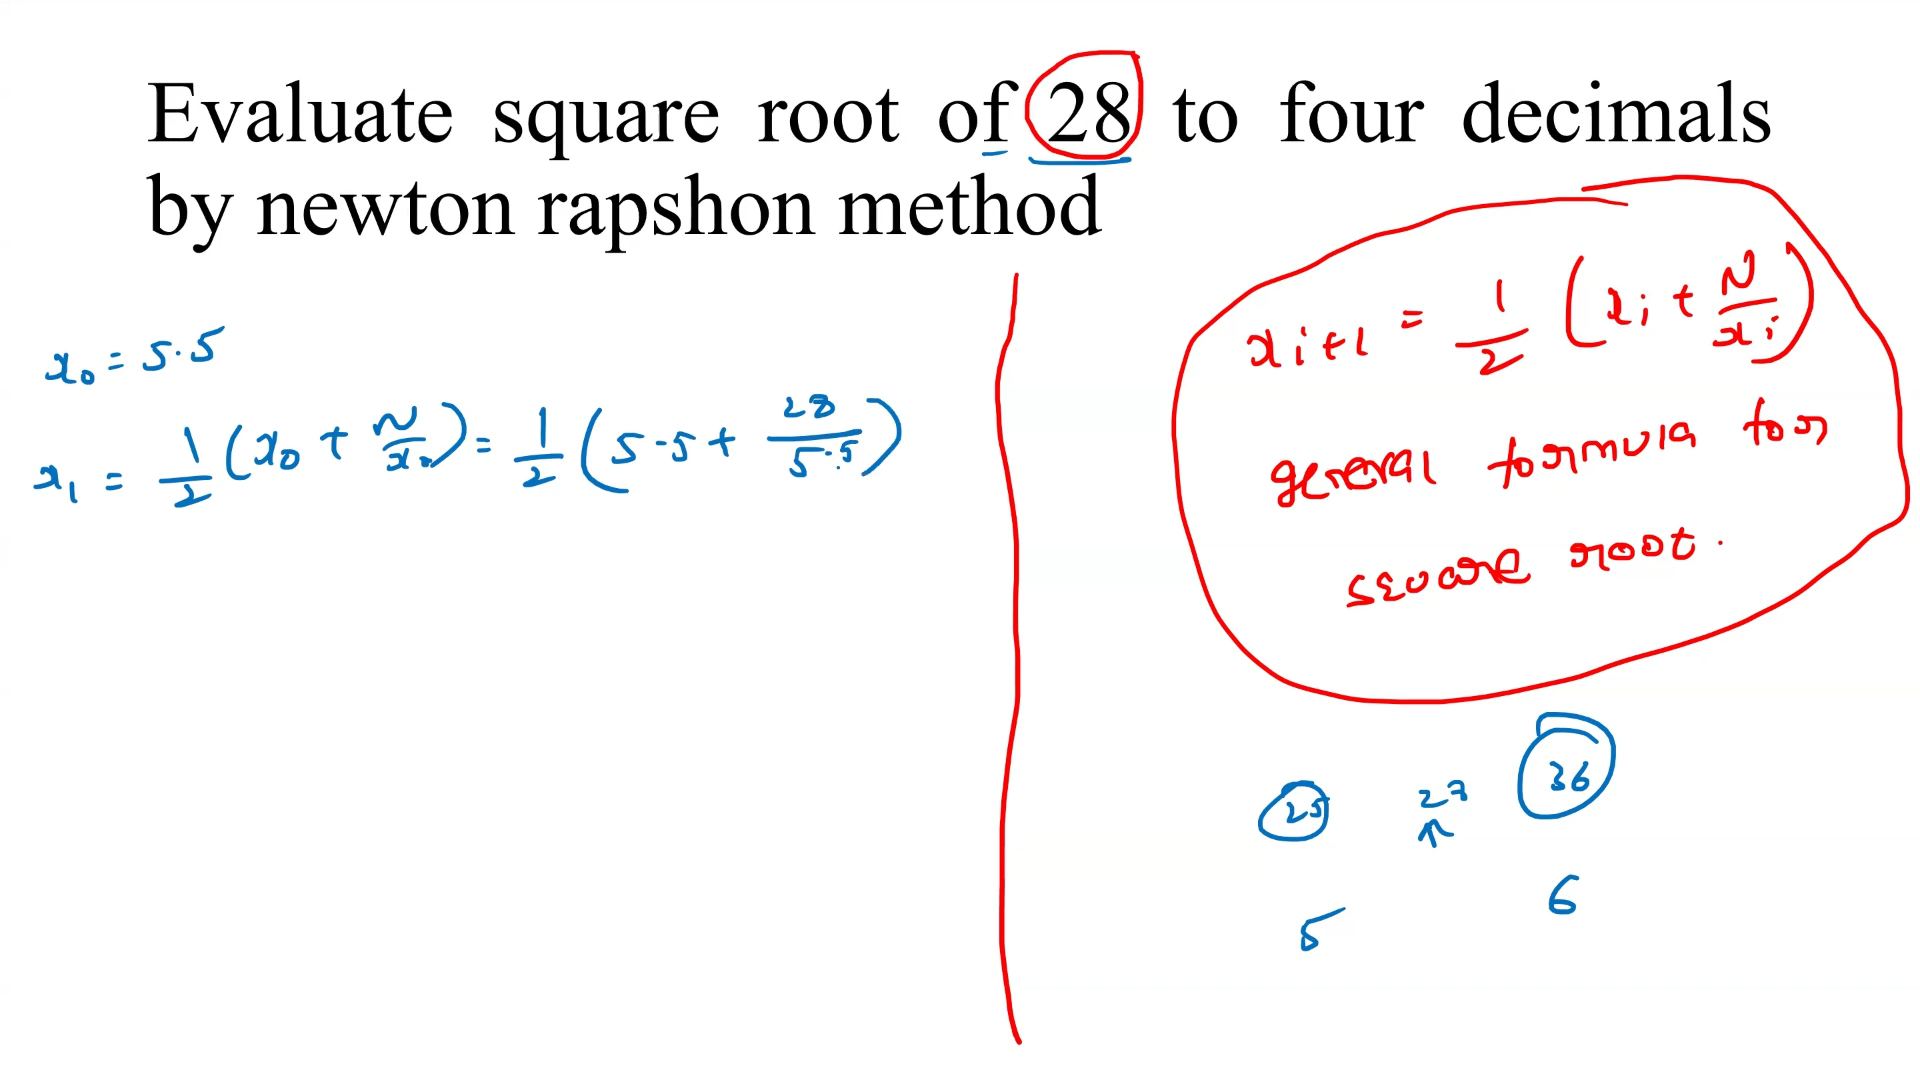 Evaluate square root of 28 to four decimals
by newton rapshon method
x₀ = 5.5
x₁ = 1/2 (x₀ + N/x₀) = 1/2 (5.5 + 28/5.5)
xᵢ₊₁ = 1/2 (xᵢ + N/xᵢ)
general formula for
square root.
25 27 36
5 6